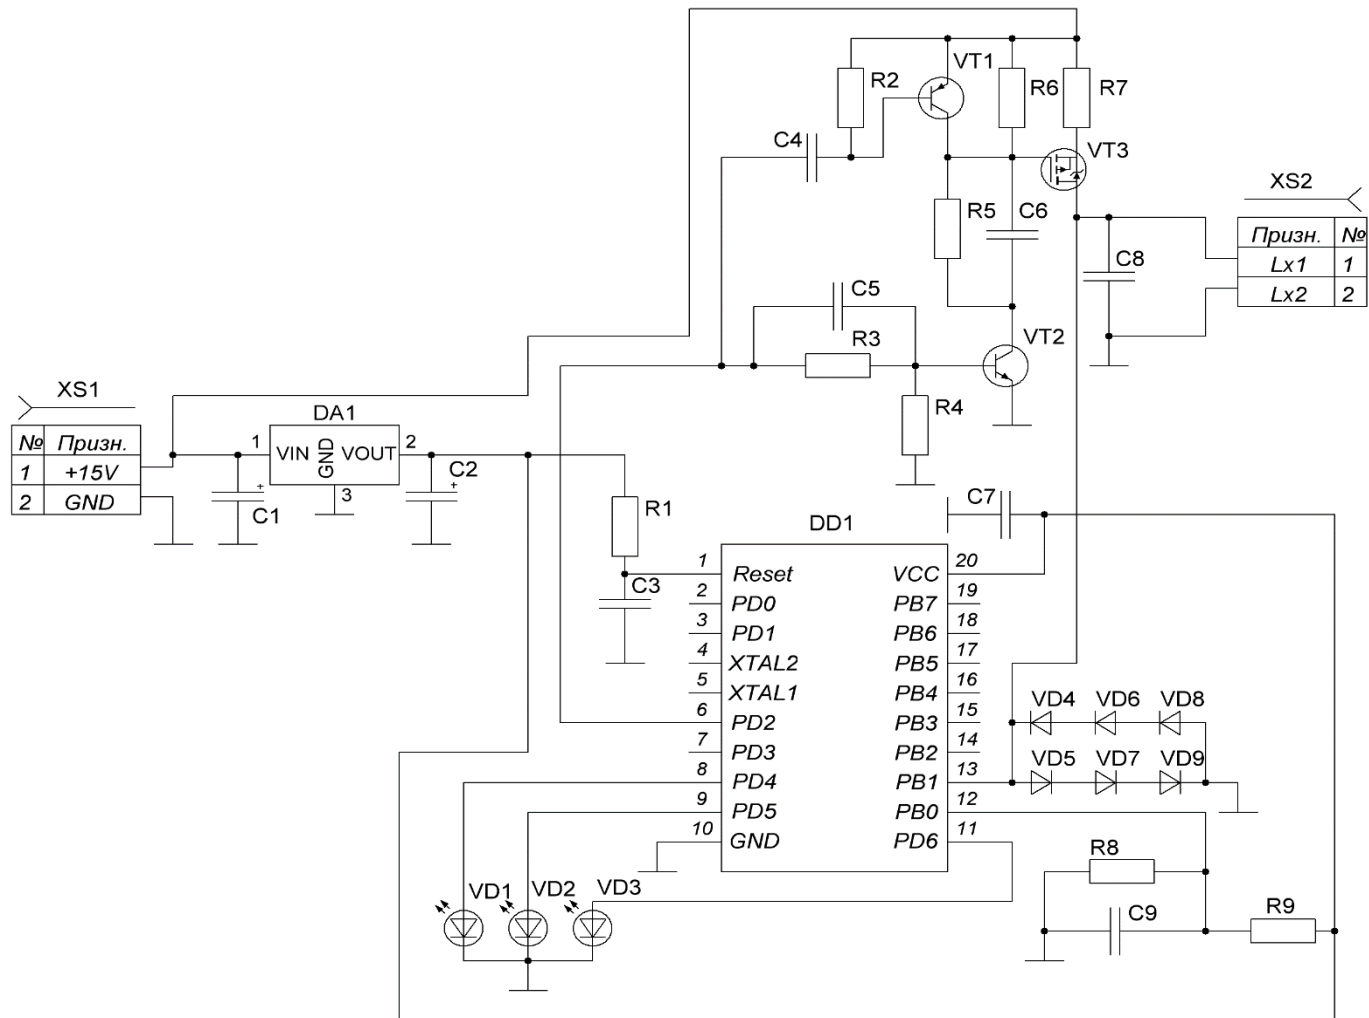 VT1
R2
R6
R7
C4
VT3
XS2
R5
C6
Призн. №
C8
Lx1 1
Lx2 2
C5
R3
VT2
XS1
R4
DA1
№ Призн.
1
VIN
GND
VOUT
2
C2
1 +15V
+
+
C7
2 GND
3
C1
R1
DD1
1
Reset
VCC
20
C3
2
PD0
PB7
19
3
PD1
PB6
18
4
XTAL2
PB5
17
5
XTAL1
PB4
16
VD4
VD6
VD8
6
PD2
PB3
15
7
PD3
PB2
14
VD5
VD7
VD9
8
PD4
PB1
13
9
PD5
PB0
12
10
GND
PD6
11
R8
VD1
VD2
VD3
C9
R9